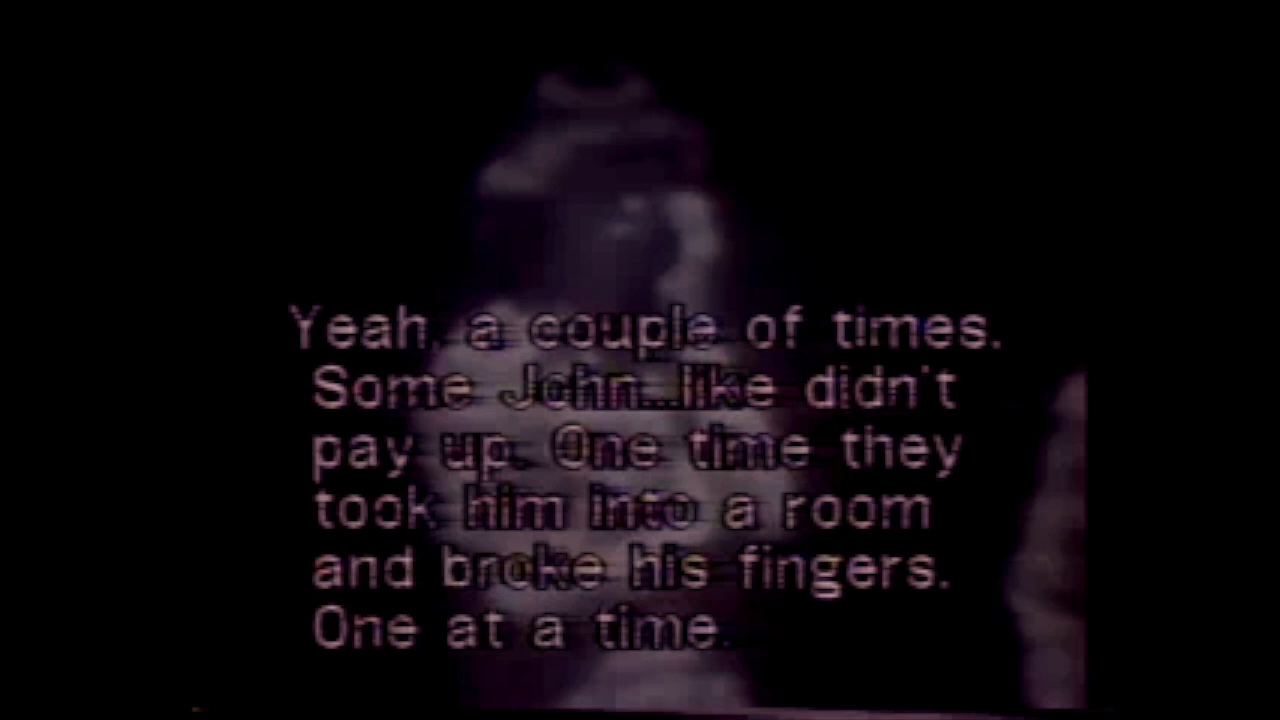 Yeah, a couple of times.
Some John...like didn't
pay up. One time they
took him into a room
and broke his fingers.
One at a time.